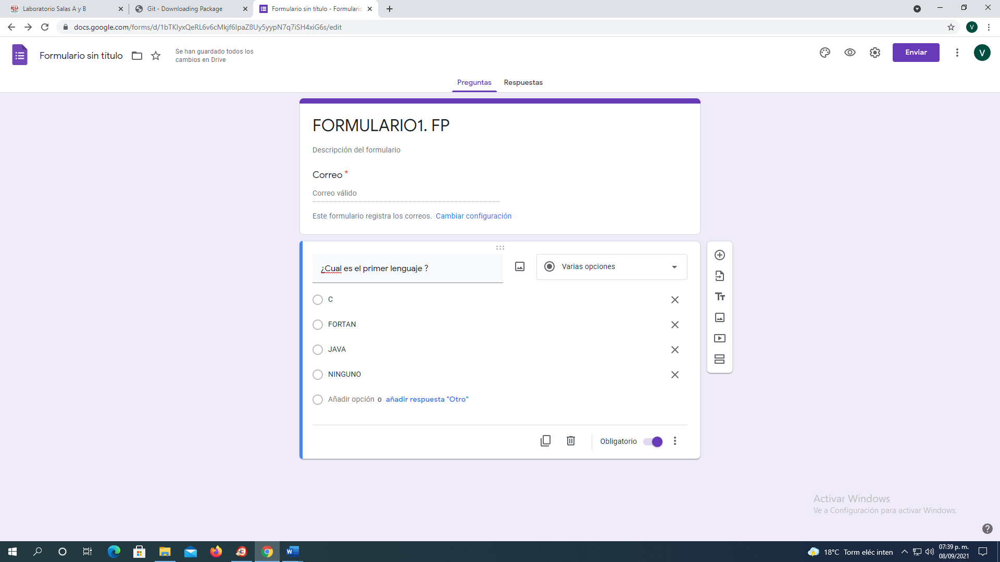 Laboratorio Salas A y B
Git - Downloading Package
Formulario sin título - Formulario
docs.google.com/forms/d/1bTKlyxQeRL6v6cMkjf6IpaZ8Uy5yypN7q7iSH4xiG6s/edit
V
Formulario sin título
Se han guardado todos los
cambios en Drive
Enviar
V
Preguntas
Respuestas
FORMULARIO1. FP
Descripción del formulario
Correo *
Correo válido
Este formulario registra los correos. Cambiar configuración
¿Cual es el primer lenguaje ?
Varias opciones
C
FORTAN
JAVA
NINGUNO
Añadir opción o añadir respuesta "Otro"
Obligatorio
Activar Windows
Ve a Configuración para activar Windows.
18°C Torm eléc inten
07:39 p. m.
08/09/2021